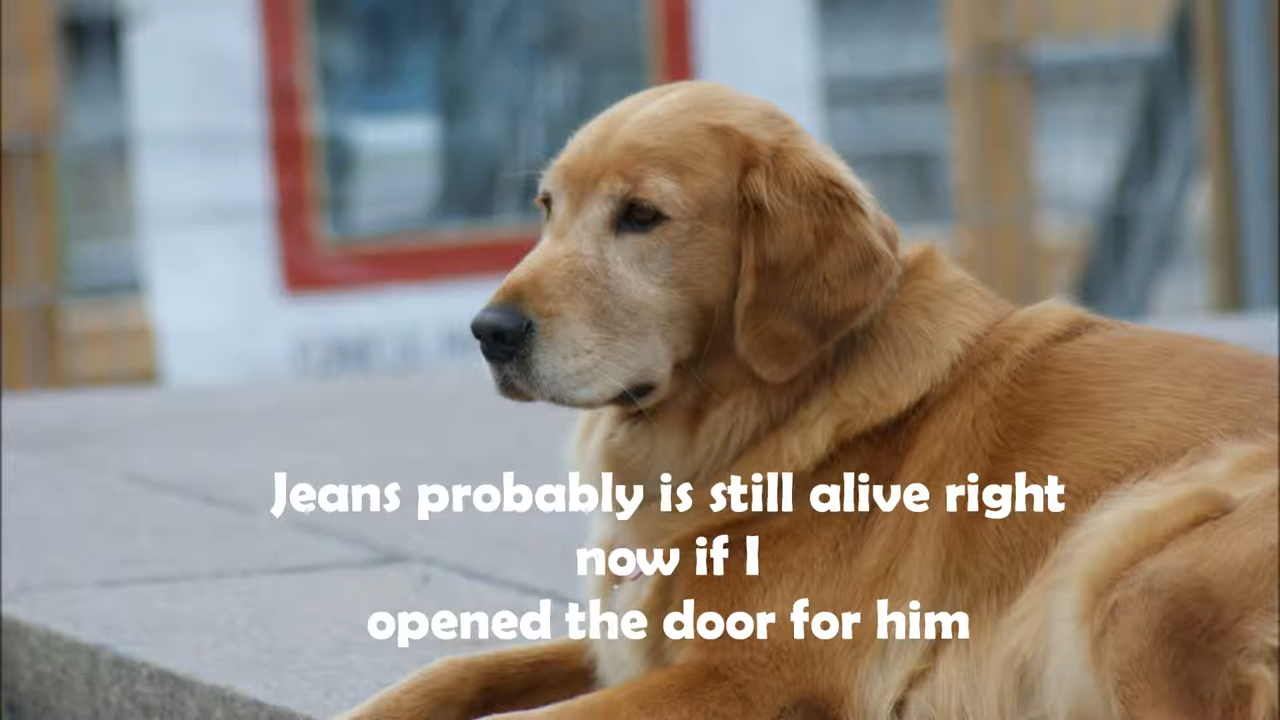 Jeans probably is still alive right
now if I
opened the door for him